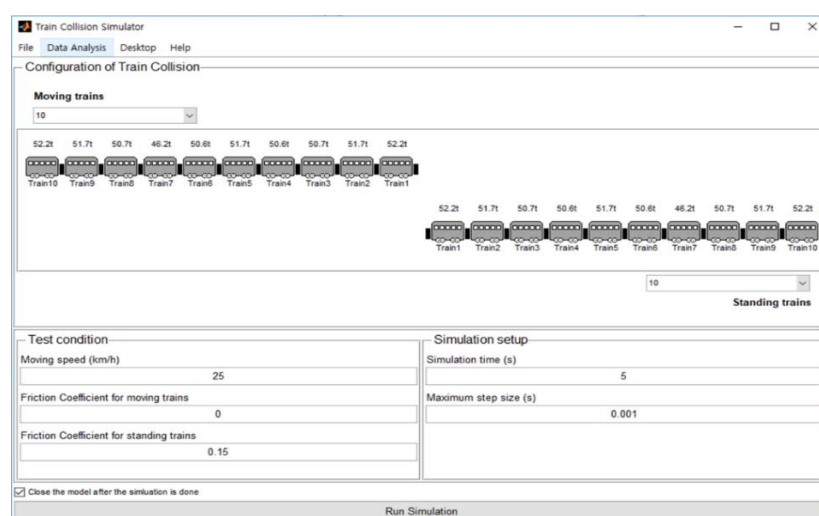 Train Collision Simulator
File Data Analysis Desktop Help
Configuration of Train Collision
Moving trains
10
52.2t 51.7t 50.7t 46.2t 50.6t 51.7t 50.6t 50.7t 51.7t 52.2t
Train10 Train9 Train8 Train7 Train6 Train5 Train4 Train3 Train2 Train1
52.2t 51.7t 50.7t 50.6t 51.7t 50.6t 46.2t 50.7t 51.7t 52.2t
Train1 Train2 Train3 Train4 Train5 Train6 Train7 Train8 Train9 Train10
10
Standing trains
Test condition
Moving speed (km/h)
25
Friction Coefficient for moving trains
0
Friction Coefficient for standing trains
0.15
Simulation setup
Simulation time (s)
5
Maximum step size (s)
0.001
Close the model after the simluation is done
Run Simulation